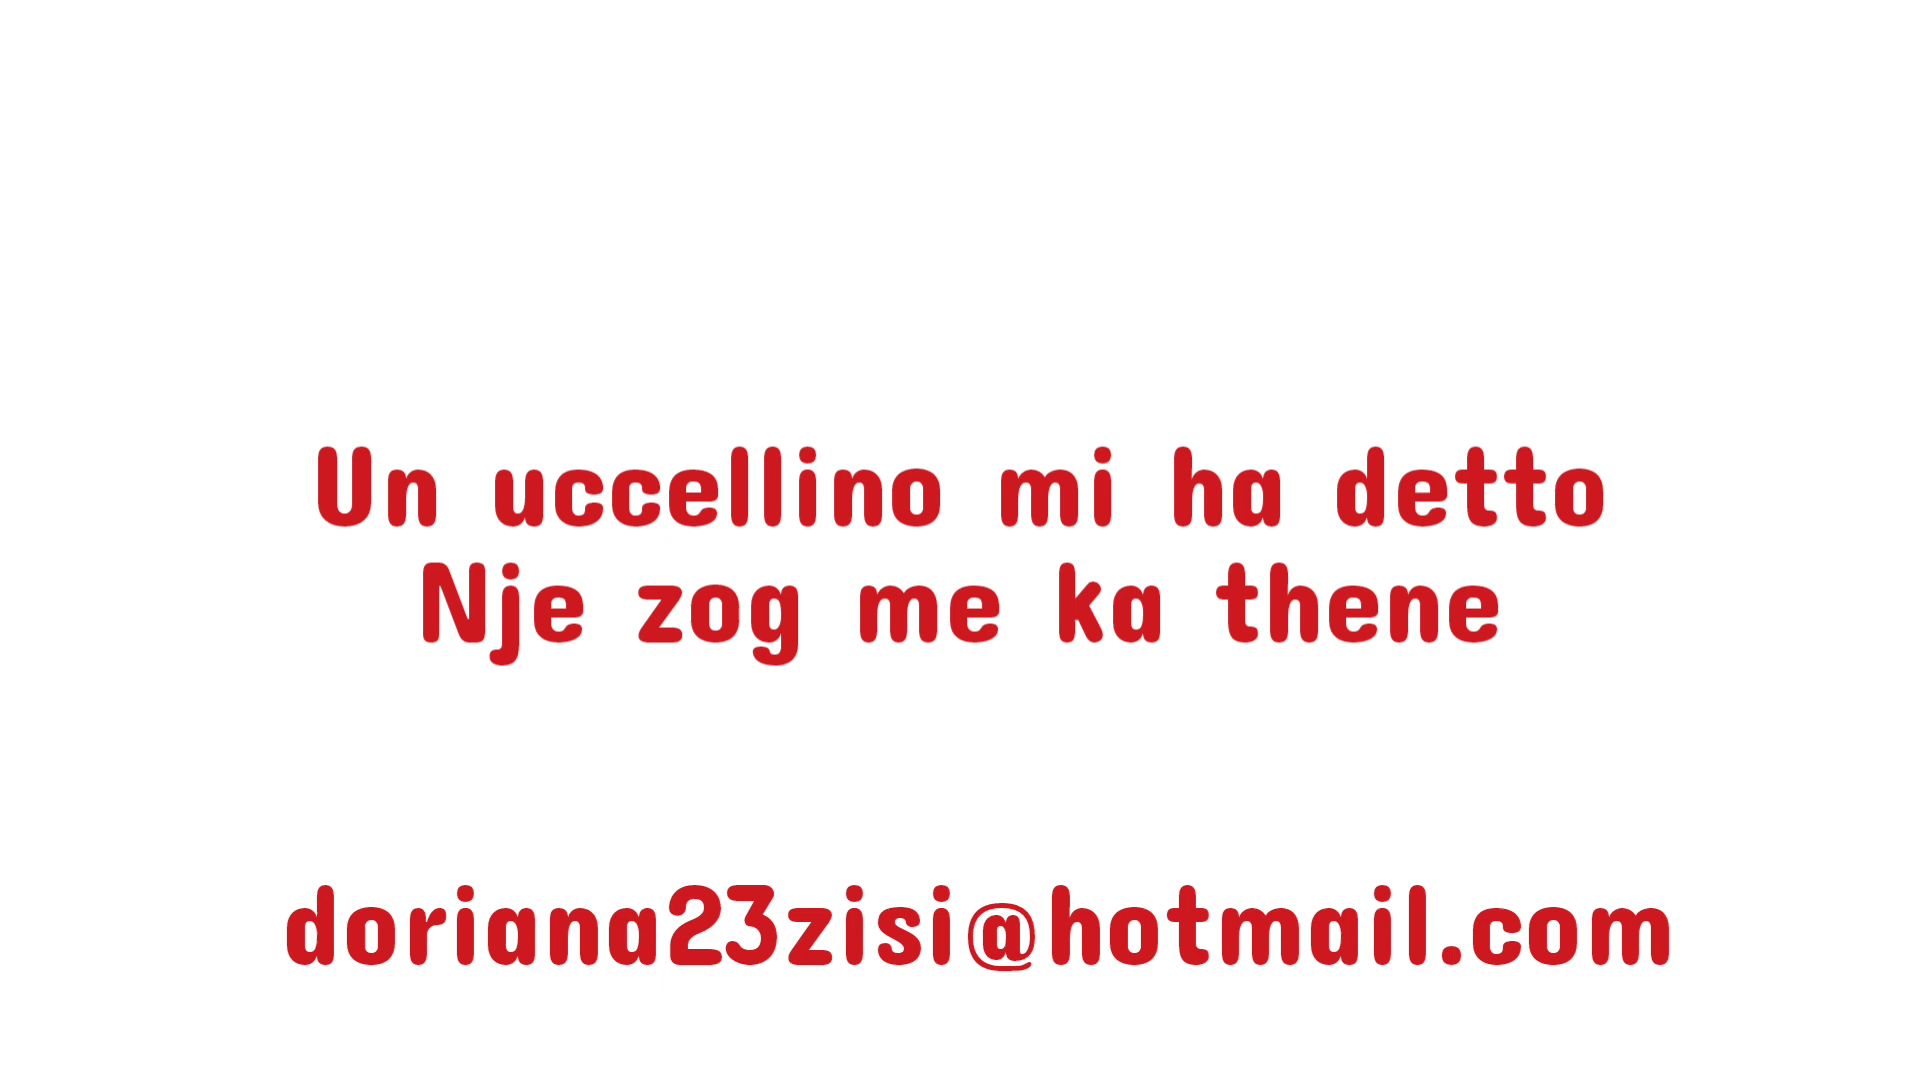 Un uccellino mi ha detto
Nje zog me ka thene
doriana23zisi@hotmail.com